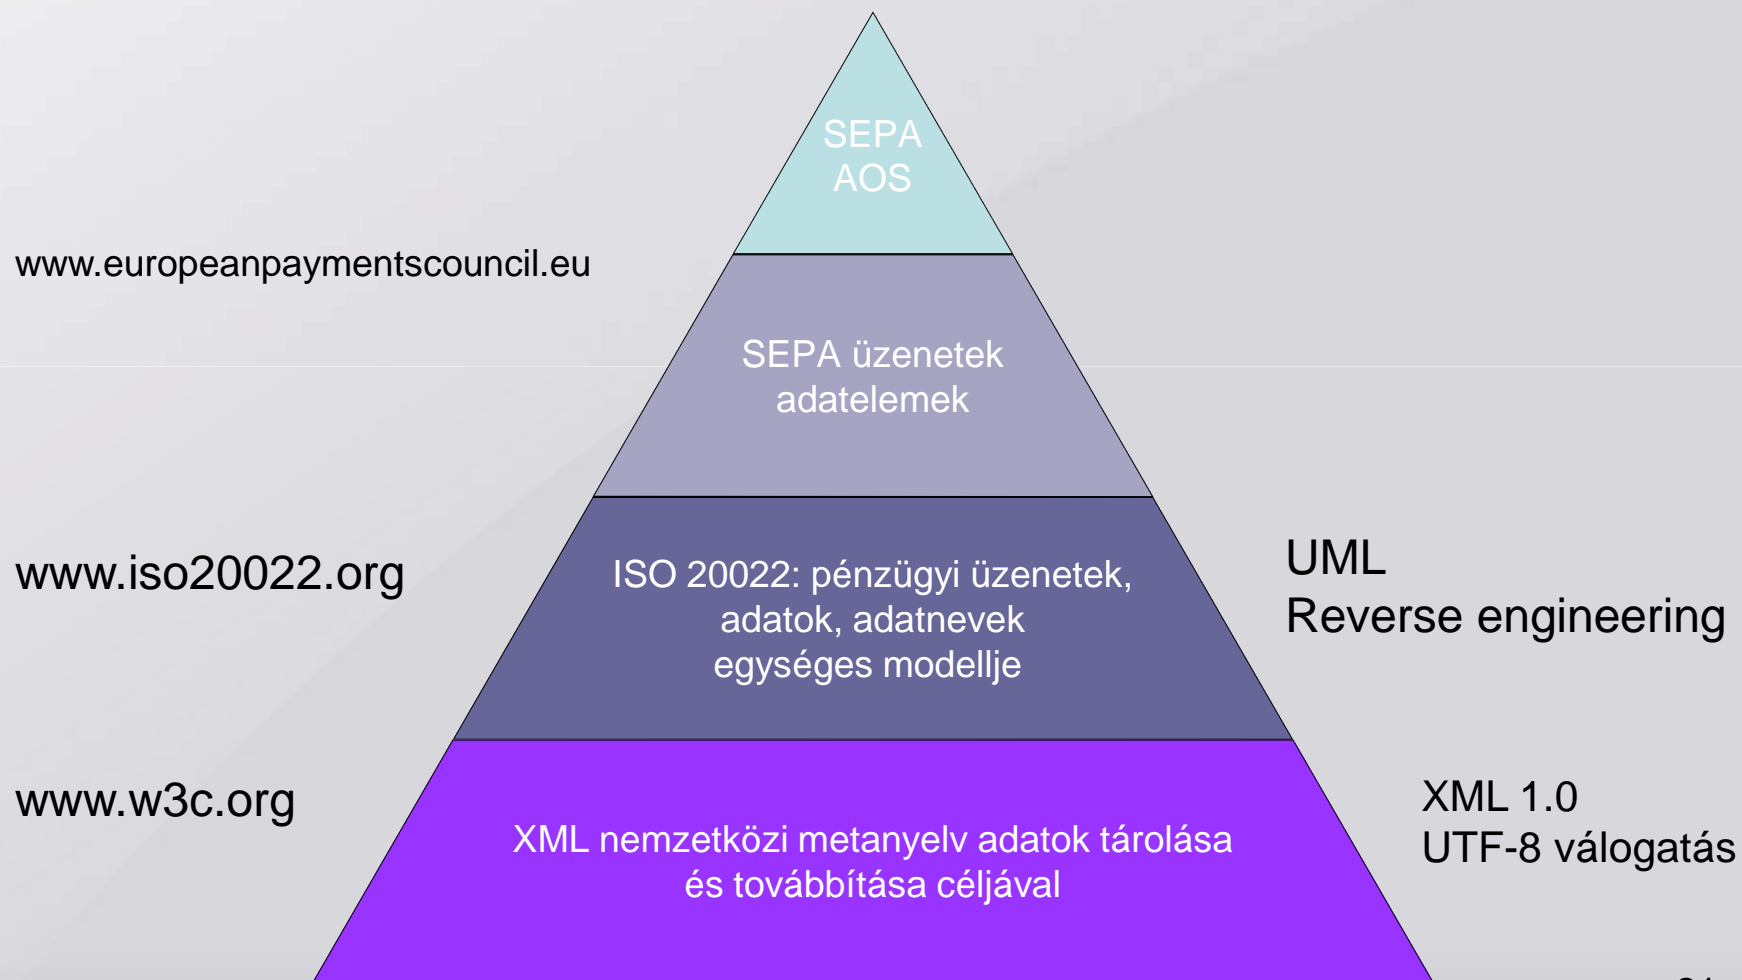 SEPA
AOS
www.europeanpaymentscouncil.eu
SEPA üzenetek
adatelemek
www.iso20022.org
ISO 20022: pénzügyi üzenetek,
adatok, adatnevek
egységes modellje
UML
Reverse engineering
www.w3c.org
XML nemzetközi metanyelv adatok tárolása
és továbbítása céljával
XML 1.0
UTF-8 válogatás